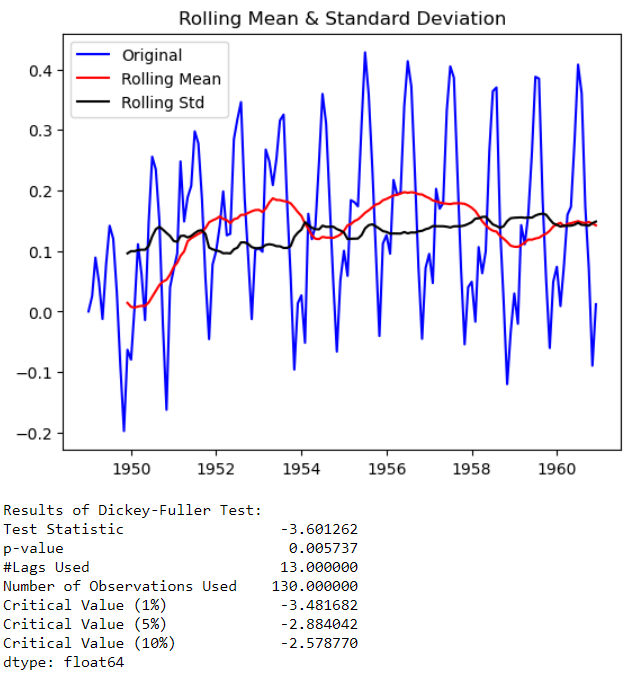 Rolling Mean & Standard Deviation
Original
Rolling Mean
Rolling Std
0.4
0.3
0.2
0.1
0.0
−0.1
−0.2
1950 1952 1954 1956 1958 1960
Results of Dickey-Fuller Test:
Test Statistic -3.601262
p-value 0.005737
#Lags Used 13.000000
Number of Observations Used 130.000000
Critical Value (1%) -3.481682
Critical Value (5%) -2.884042
Critical Value (10%) -2.578770
dtype: float64